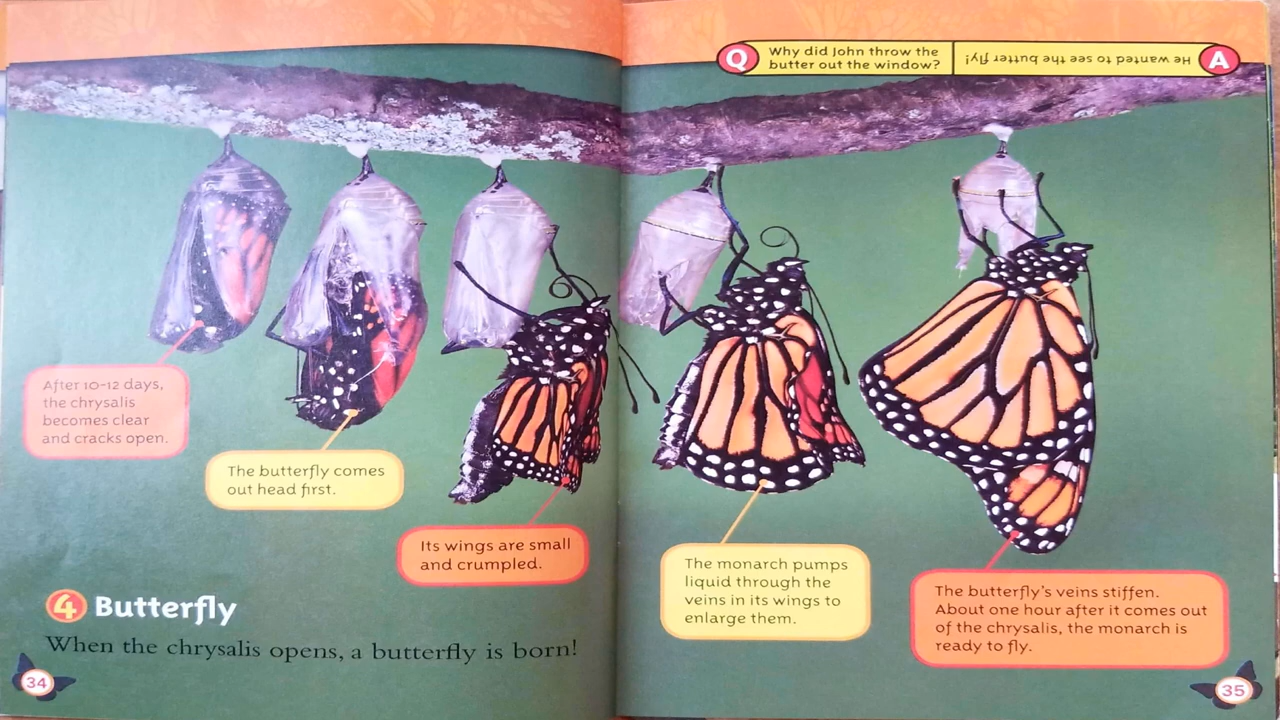 Q
Why did John throw the
butter out the window?
He wanted to see the butter fly!
A
After 10-12 days,
the chrysalis
becomes clear
and cracks open.
The butterfly comes
out head first.
Its wings are small
and crumpled.
4 Butterfly
When the chrysalis opens, a butterfly is born!
34
The monarch pumps
liquid through the
veins in its wings to
enlarge them.
The butterfly's veins stiffen.
About one hour after it comes out
of the chrysalis, the monarch is
ready to fly.
35